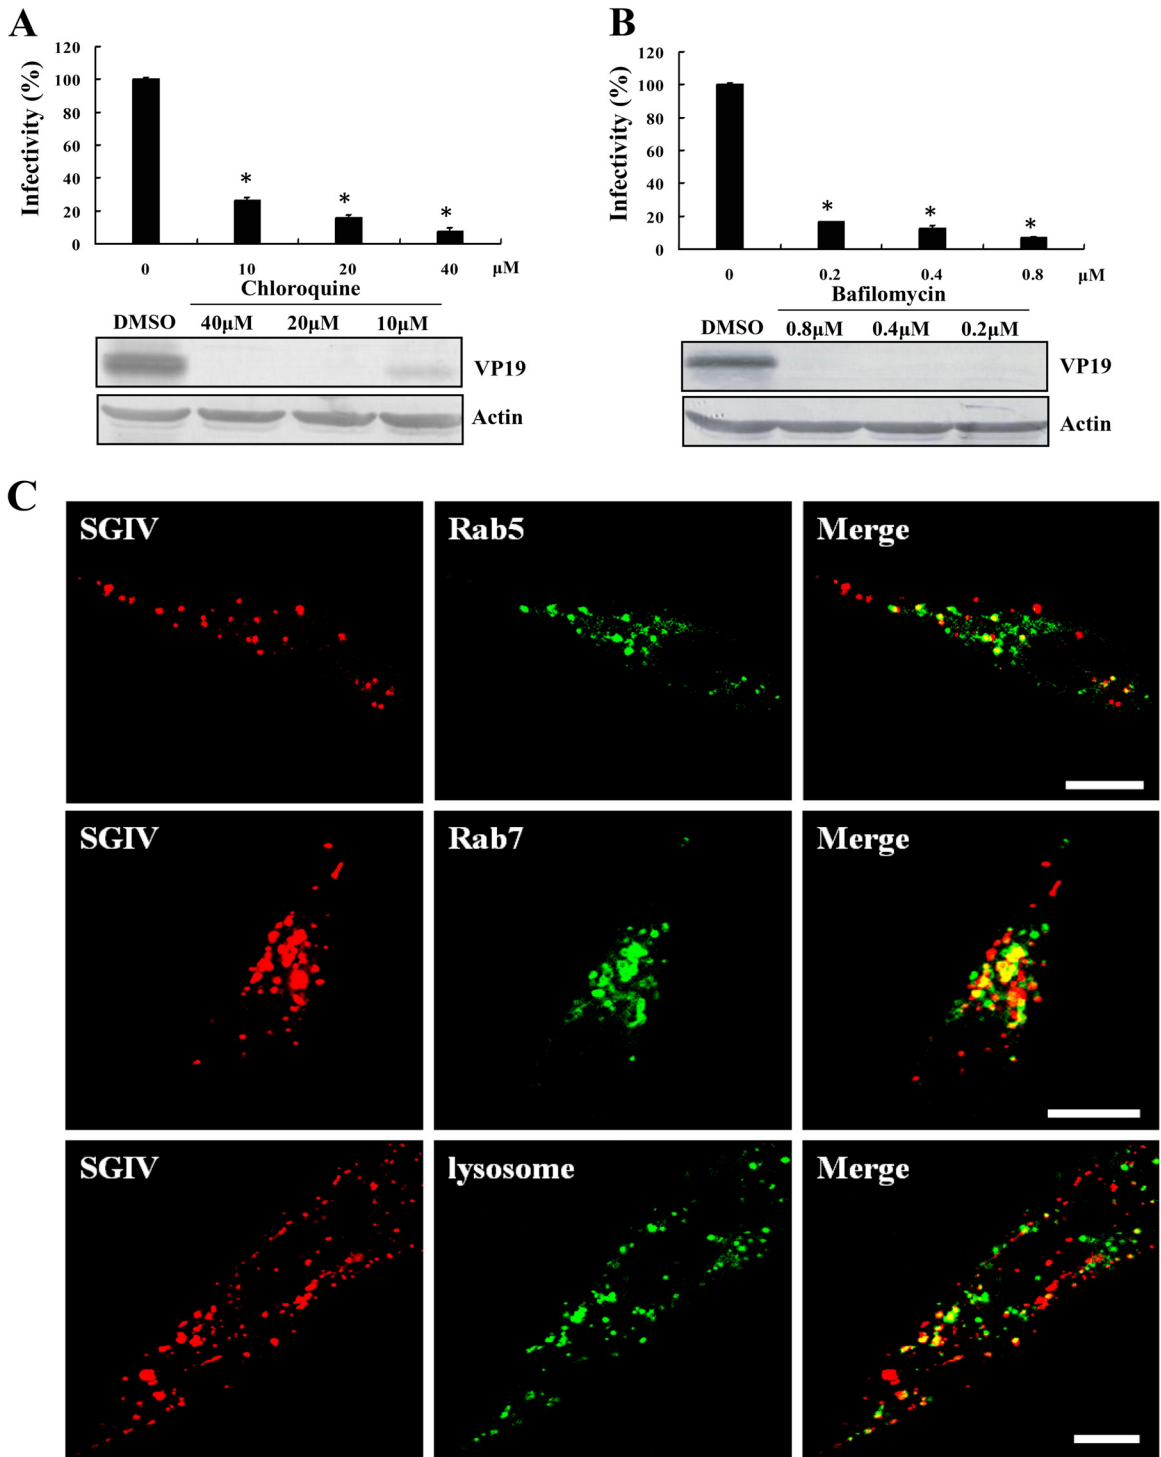 A
Infectivity (%)
120
100
80
60
40
20
0
0 10 20 40 μM
Chloroquine
DMSO 40μM 20μM 10μM
VP19
Actin
B
Infectivity (%)
120
100
80
60
40
20
0
0 0.2 0.4 0.8 μM
Bafilomycin
DMSO 0.8μM 0.4μM 0.2μM
VP19
Actin
* * *
* * *
C
SGIV Rab5 Merge
SGIV Rab7 Merge
SGIV lysosome Merge